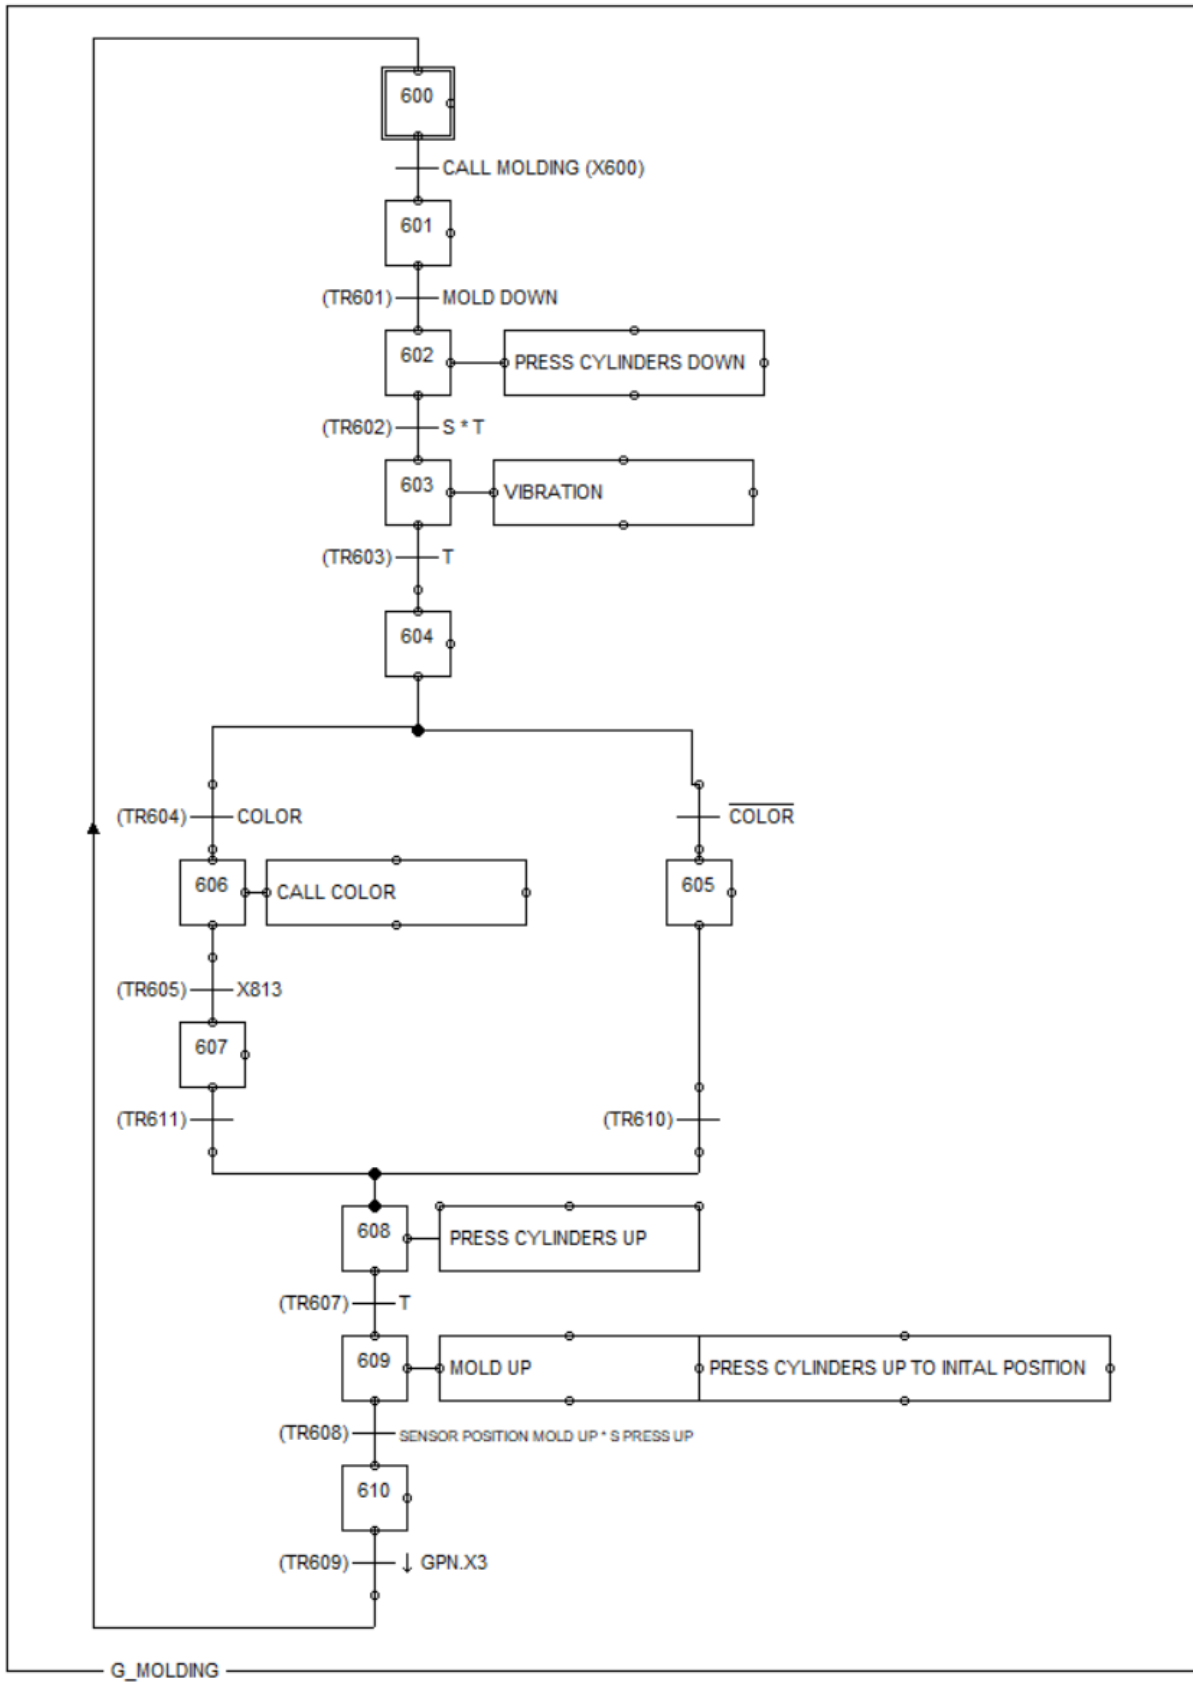 600
CALL MOLDING (X600)
601
(TR601) MOLD DOWN
602 PRESS CYLINDERS DOWN
(TR602) S * T
603 VIBRATION
(TR603) T
604
(TR604) COLOR COLOR
606 CALL COLOR 605
(TR605) X813
607
(TR611) (TR610)
608 PRESS CYLINDERS UP
(TR607) T
609 MOLD UP PRESS CYLINDERS UP TO INITAL POSITION
(TR608) SENSOR POSITION MOLD UP * S PRESS UP
610
(TR609) ↓ GPN.X3
G_MOLDING